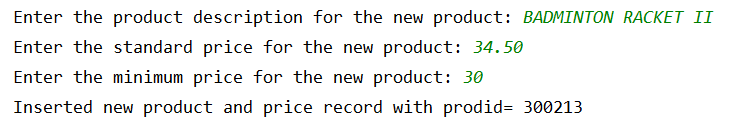 Enter the product description for the new product: BADMINTON RACKET II
Enter the standard price for the new product: 34.50
Enter the minimum price for the new product: 30
Inserted new product and price record with prodid= 300213